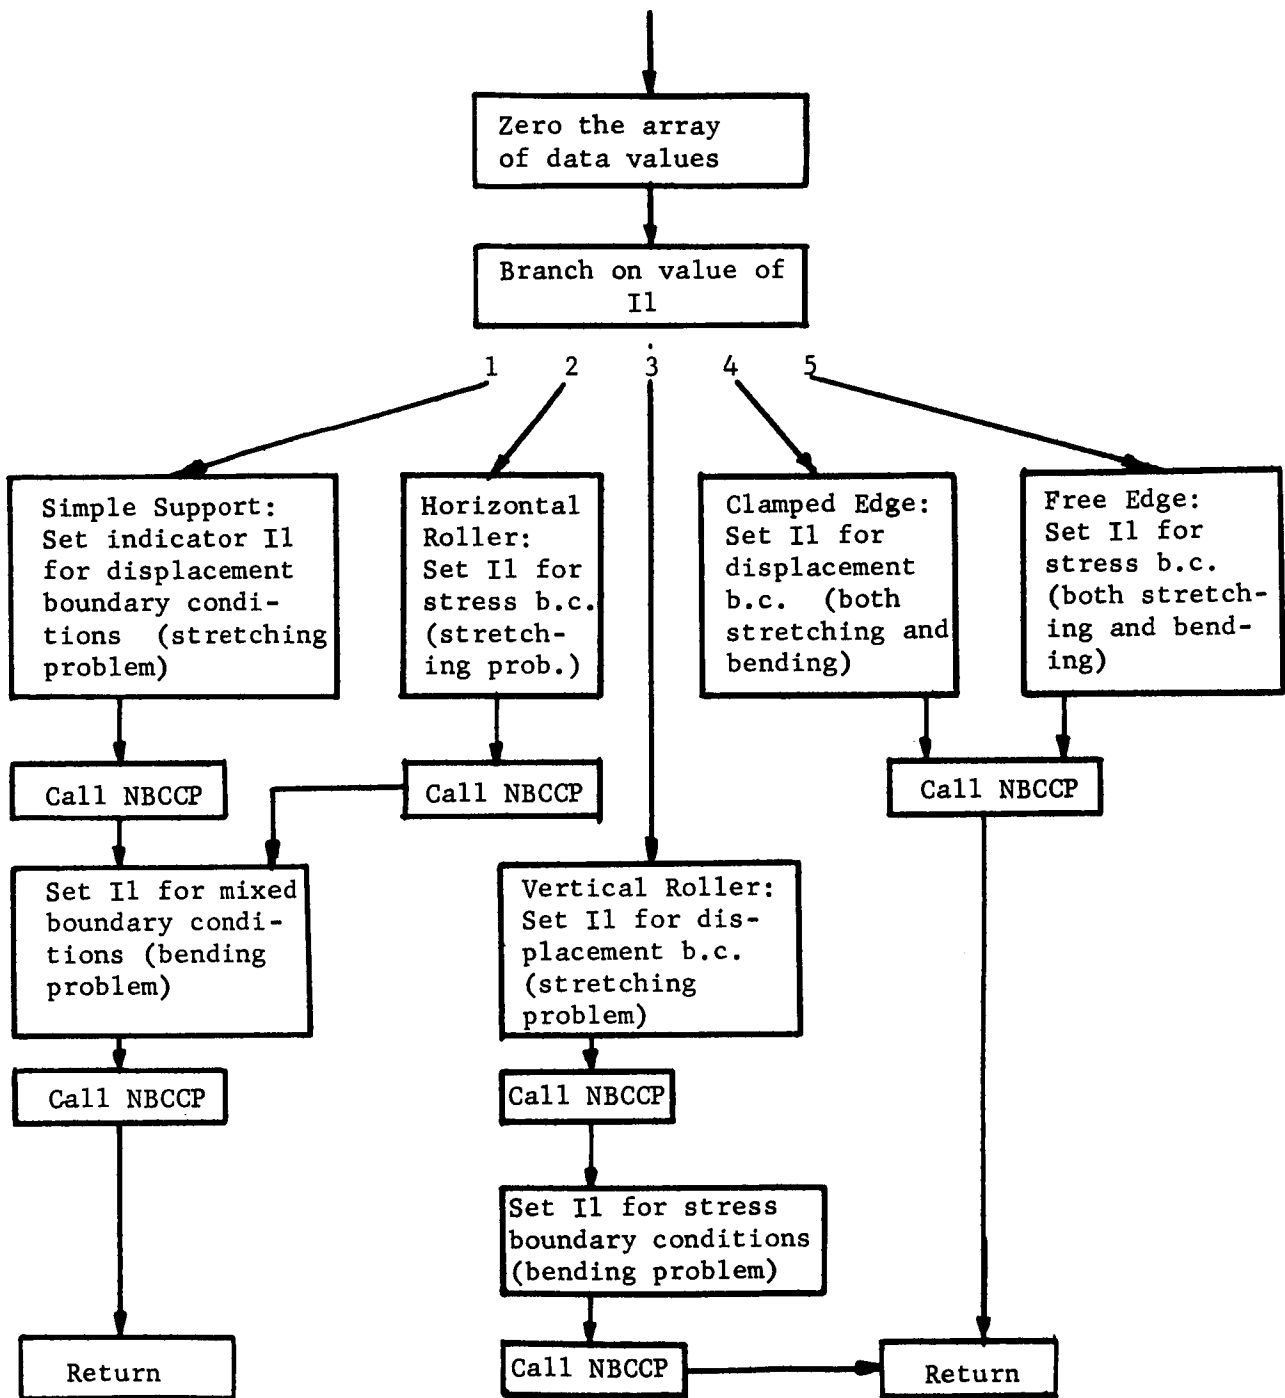 Zero the array
of data values
Branch on value of
I1
1 2 3 4 5
Simple Support:
Set indicator I1
for displacement
boundary condi-
tions (stretching
problem)
Horizontal
Roller:
Set I1 for
stress b.c.
(stretch-
ing prob.)
Clamped Edge:
Set I1 for
displacement
b.c. (both
stretching and
bending)
Free Edge:
Set I1 for
stress b.c.
(both stretch-
ing and bend-
ing)
Call NBCCP
Call NBCCP
Call NBCCP
Set I1 for mixed
boundary condi-
tions (bending
problem)
Vertical Roller:
Set I1 for dis-
placement b.c.
(stretching
problem)
Call NBCCP
Call NBCCP
Set I1 for stress
boundary conditions
(bending problem)
Return
Call NBCCP
Return